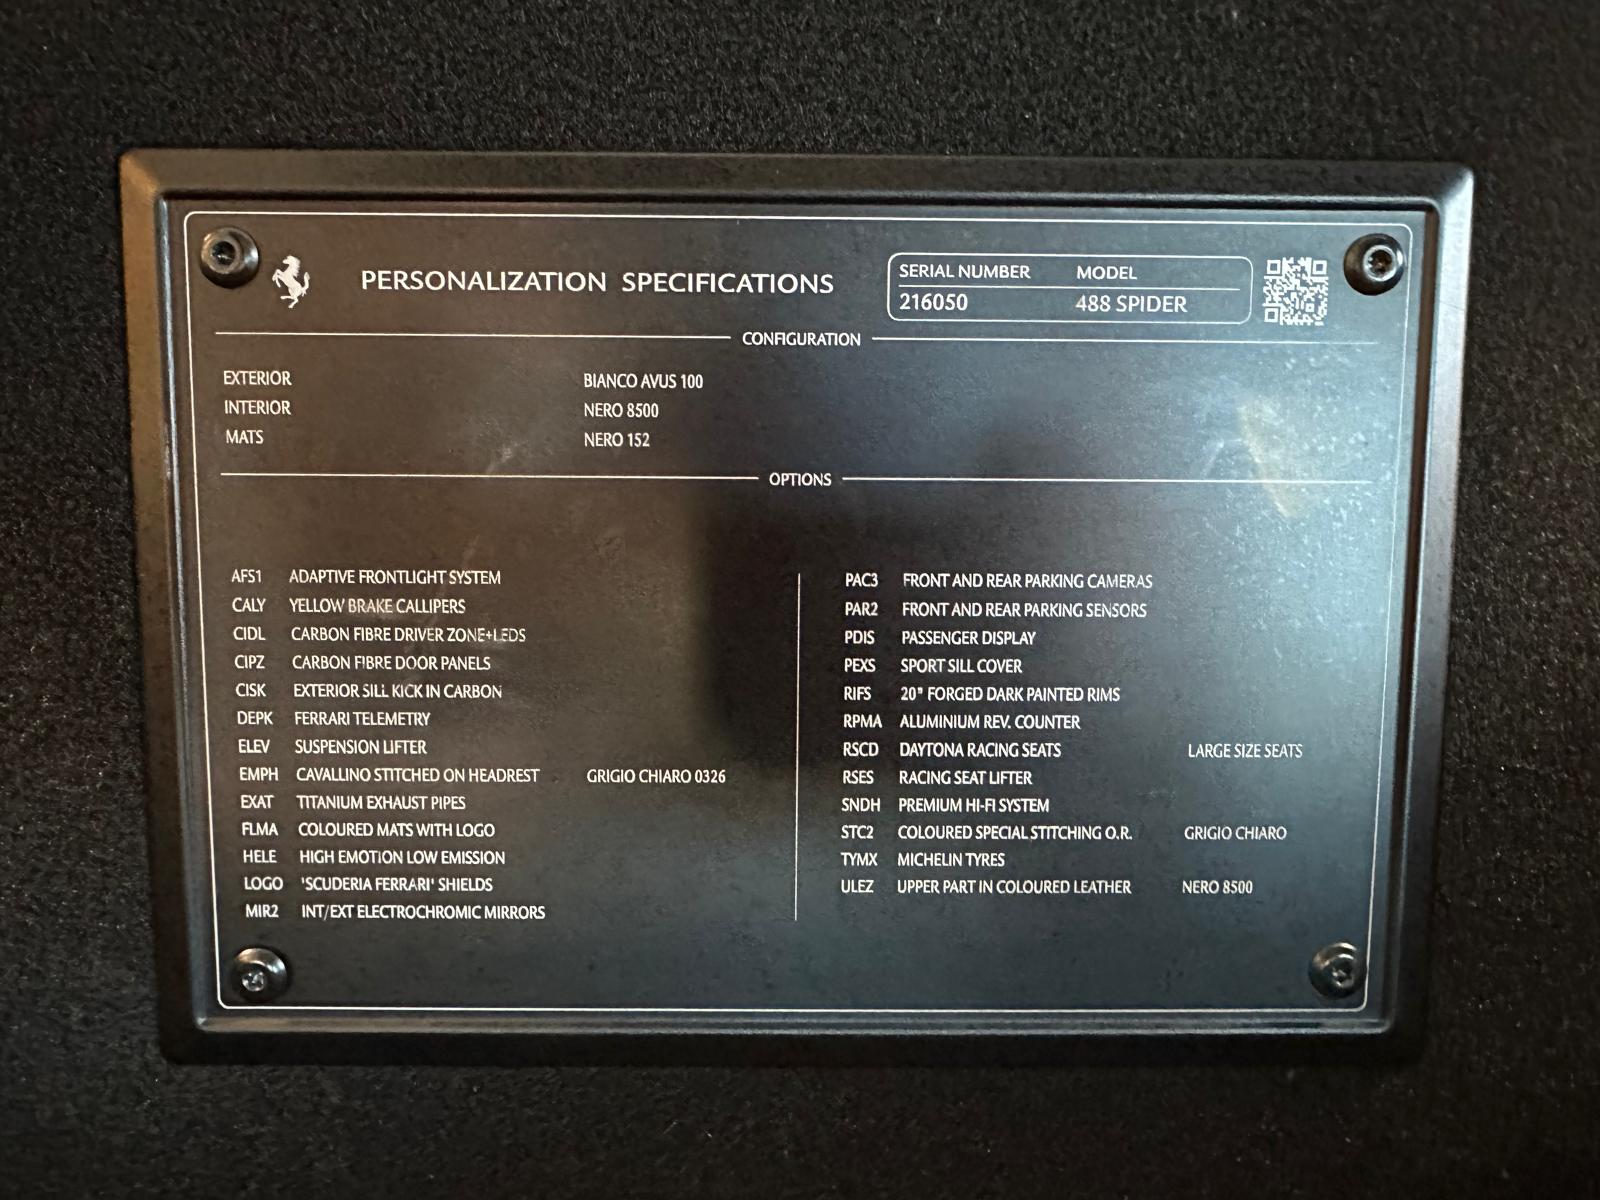 PERSONALIZATION SPECIFICATIONS
SERIAL NUMBER MODEL
216050 488 SPIDER
CONFIGURATION
EXTERIOR BIANCO AVUS 100
INTERIOR NERO 8500
MATS NERO 152
OPTIONS
AFS1 ADAPTIVE FRONTLIGHT SYSTEM
CALY YELLOW BRAKE CALLIPERS
CIDL CARBON FIBRE DRIVER ZONE+LEDS
CIPZ CARBON FIBRE DOOR PANELS
CISK EXTERIOR SILL KICK IN CARBON
DEPK FERRARI TELEMETRY
ELEV SUSPENSION LIFTER
EMPH CAVALLINO STITCHED ON HEADREST GRIGIO CHIARO 0326
EXAT TITANIUM EXHAUST PIPES
FLMA COLOURED MATS WITH LOGO
HELE HIGH EMOTION LOW EMISSION
LOGO 'SCUDERIA FERRARI' SHIELDS
MIR2 INT/EXT ELECTROCHROMIC MIRRORS
PAC3 FRONT AND REAR PARKING CAMERAS
PAR2 FRONT AND REAR PARKING SENSORS
PDIS PASSENGER DISPLAY
PEXS SPORT SILL COVER
RIFS 20" FORGED DARK PAINTED RIMS
RPMA ALUMINIUM REV. COUNTER
RSCD DAYTONA RACING SEATS LARGE SIZE SEATS
RSES RACING SEAT LIFTER
SNDH PREMIUM HI-FI SYSTEM
STC2 COLOURED SPECIAL STITCHING O.R. GRIGIO CHIARO
TYMX MICHELIN TYRES
ULEZ UPPER PART IN COLOURED LEATHER NERO 8500